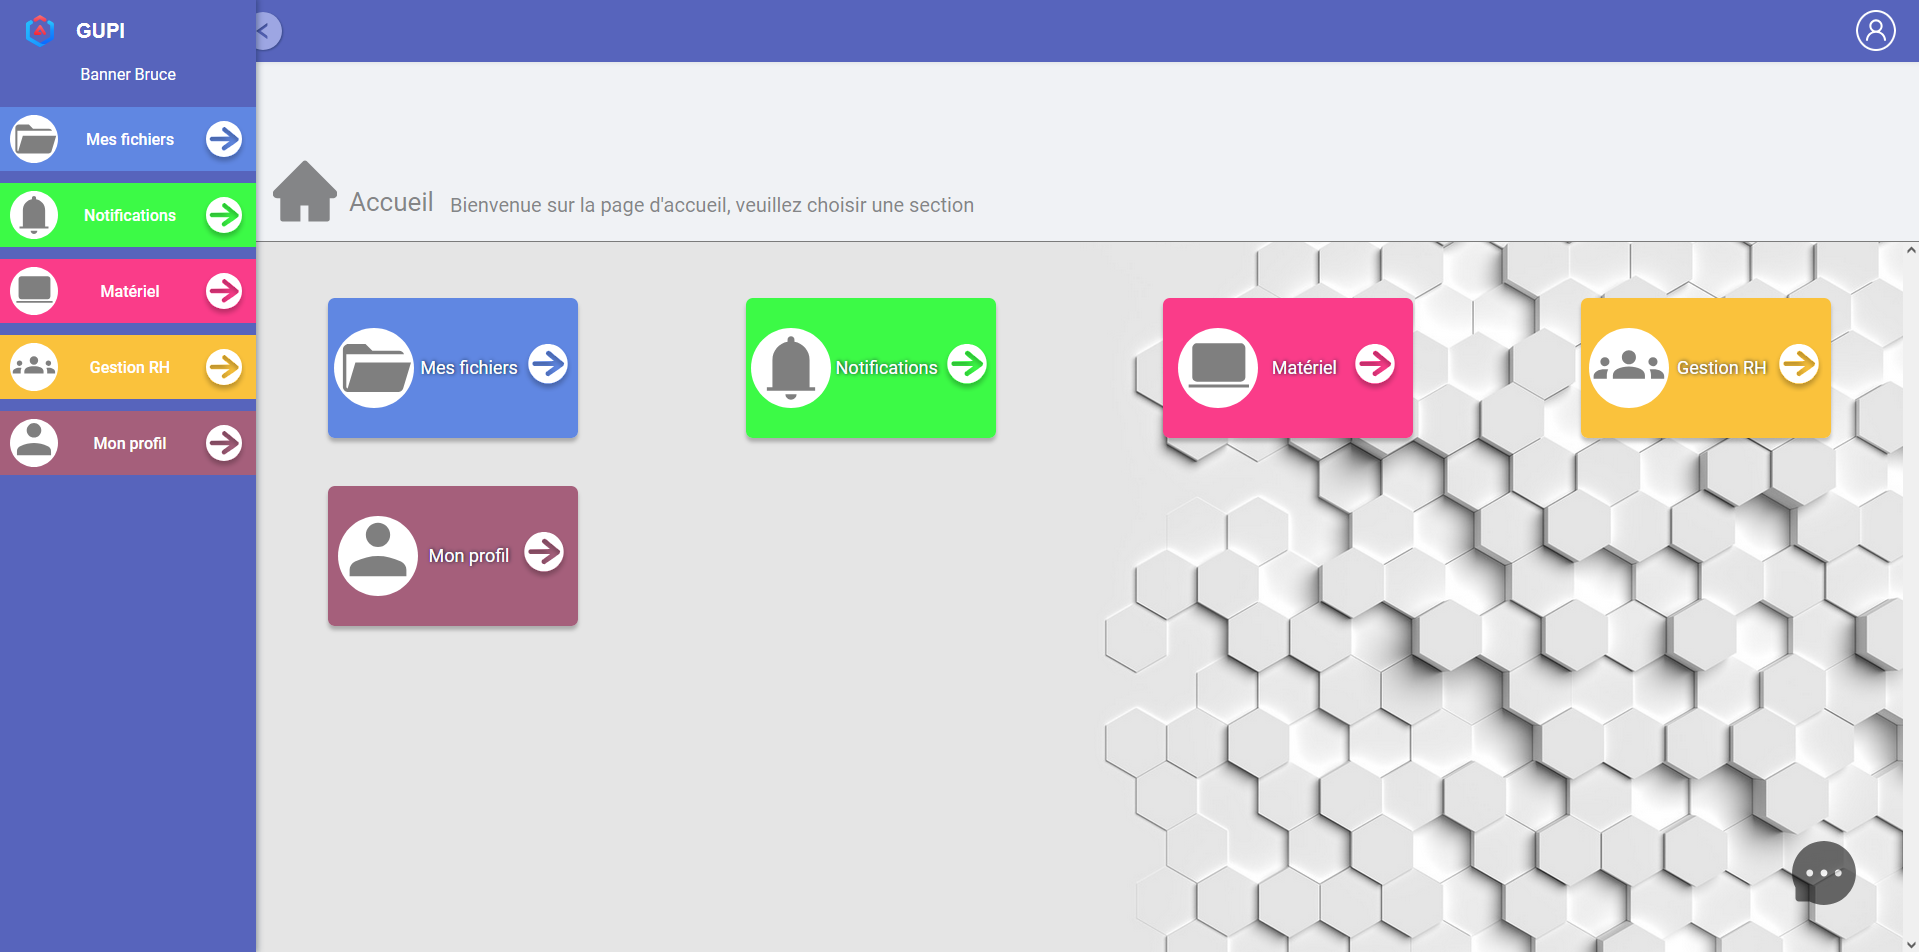 GUPI
Banner Bruce
Mes fichiers
Notifications
Matériel
Gestion RH
Mon profil
Accueil Bienvenue sur la page d'accueil, veuillez choisir une section
Mes fichiers
Notifications
Matériel
Gestion RH
Mon profil